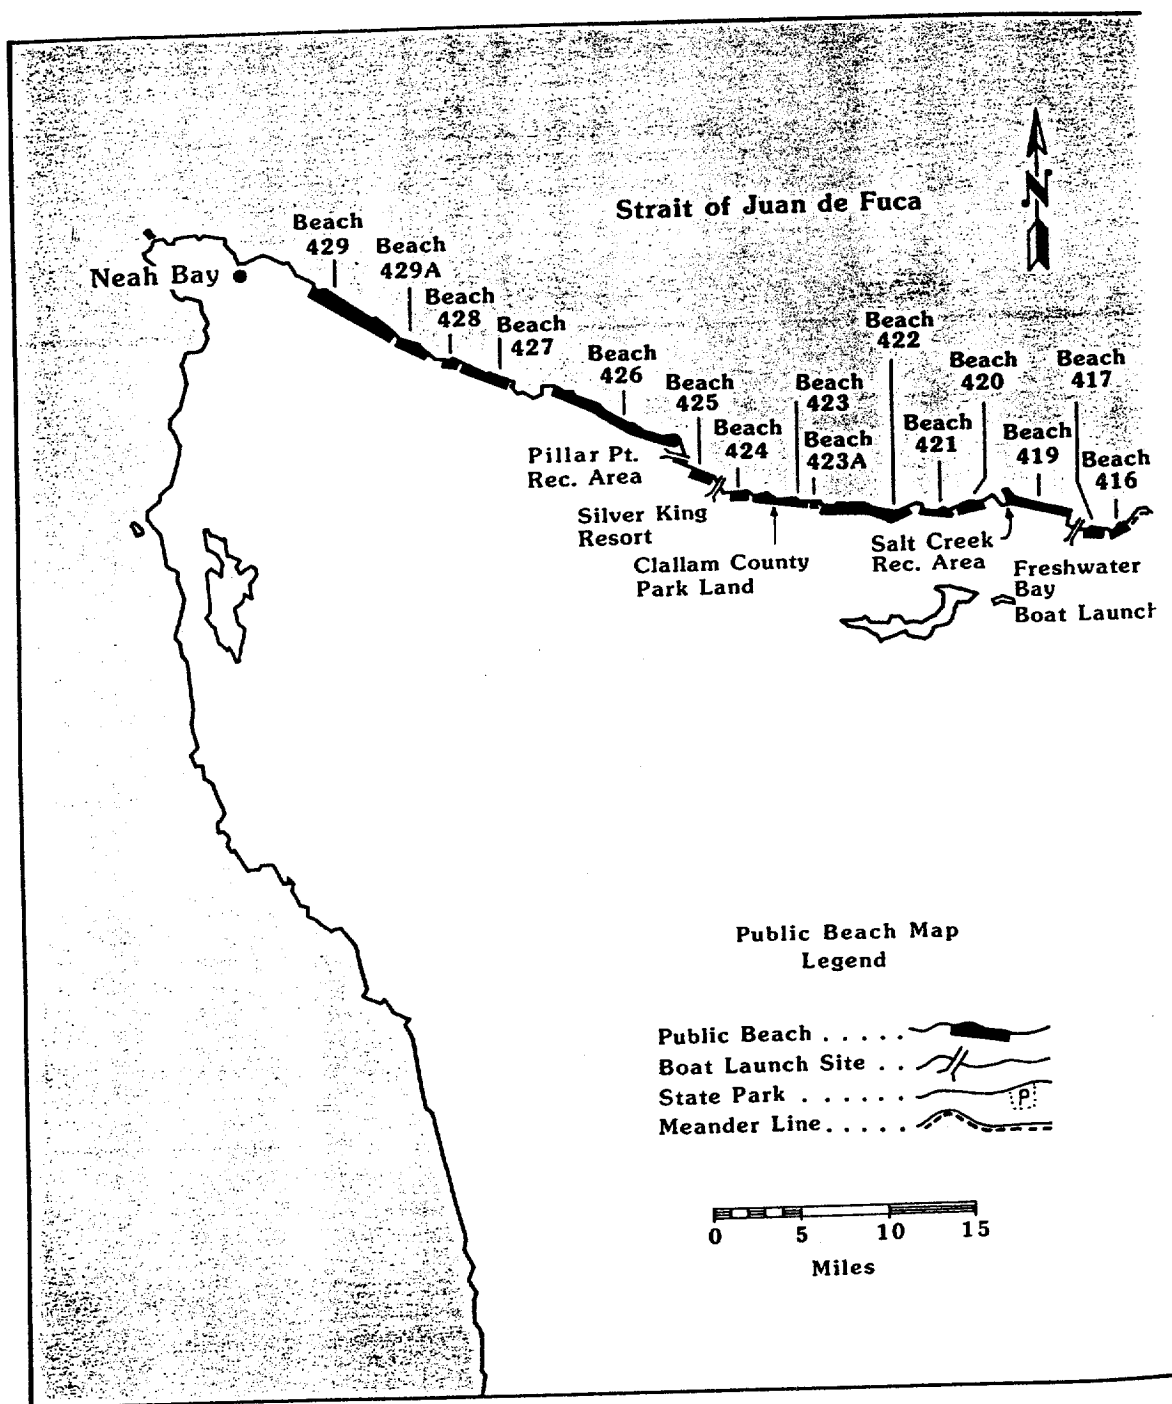 Strait of Juan de Fuca
N
Beach
429
Beach
429A
Neah Bay
Beach
428
Beach
427
Beach
426
Beach
425
Beach
424
Beach
423
Beach
423A
Beach
422
Beach
421
Beach
420
Beach
419
Beach
417
Beach
416
Pillar Pt.
Rec. Area
Silver King
Resort
Clallam County
Park Land
Salt Creek
Rec. Area
Freshwater
Bay
Boat Launch
Public Beach Map
Legend
Public Beach . . . . .
Boat Launch Site . .
State Park . . . . . .
P
Meander Line . . . . .
0 5 10 15
Miles